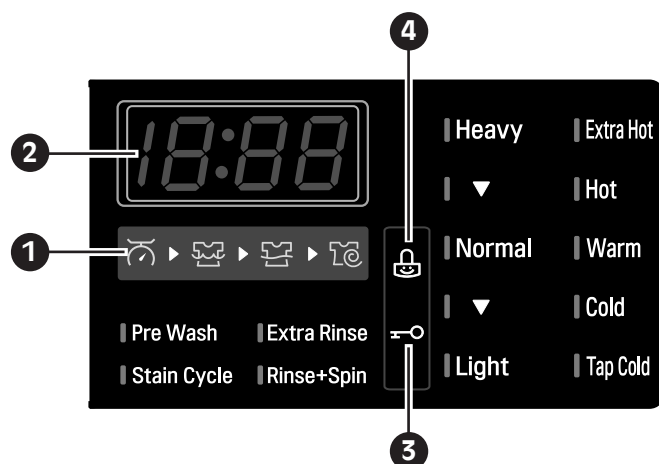 4
18:88
2
1
Pre Wash
Extra Rinse
Stain Cycle
Rinse+Spin
3
Heavy
Extra Hot
▼
Hot
Normal
Warm
▼
Cold
Light
Tap Cold